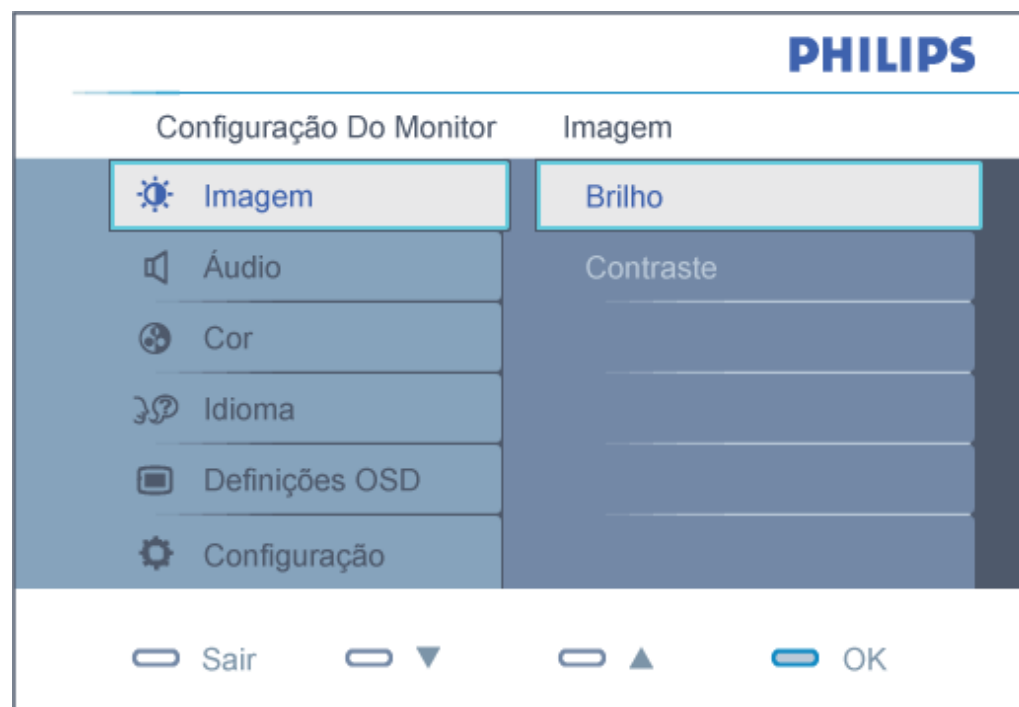 PHILIPS
Configuração Do Monitor Imagem
Imagem Brilho
Áudio Contraste
Cor
Idioma
Definições OSD
Configuração
Sair ▼ ▲ OK